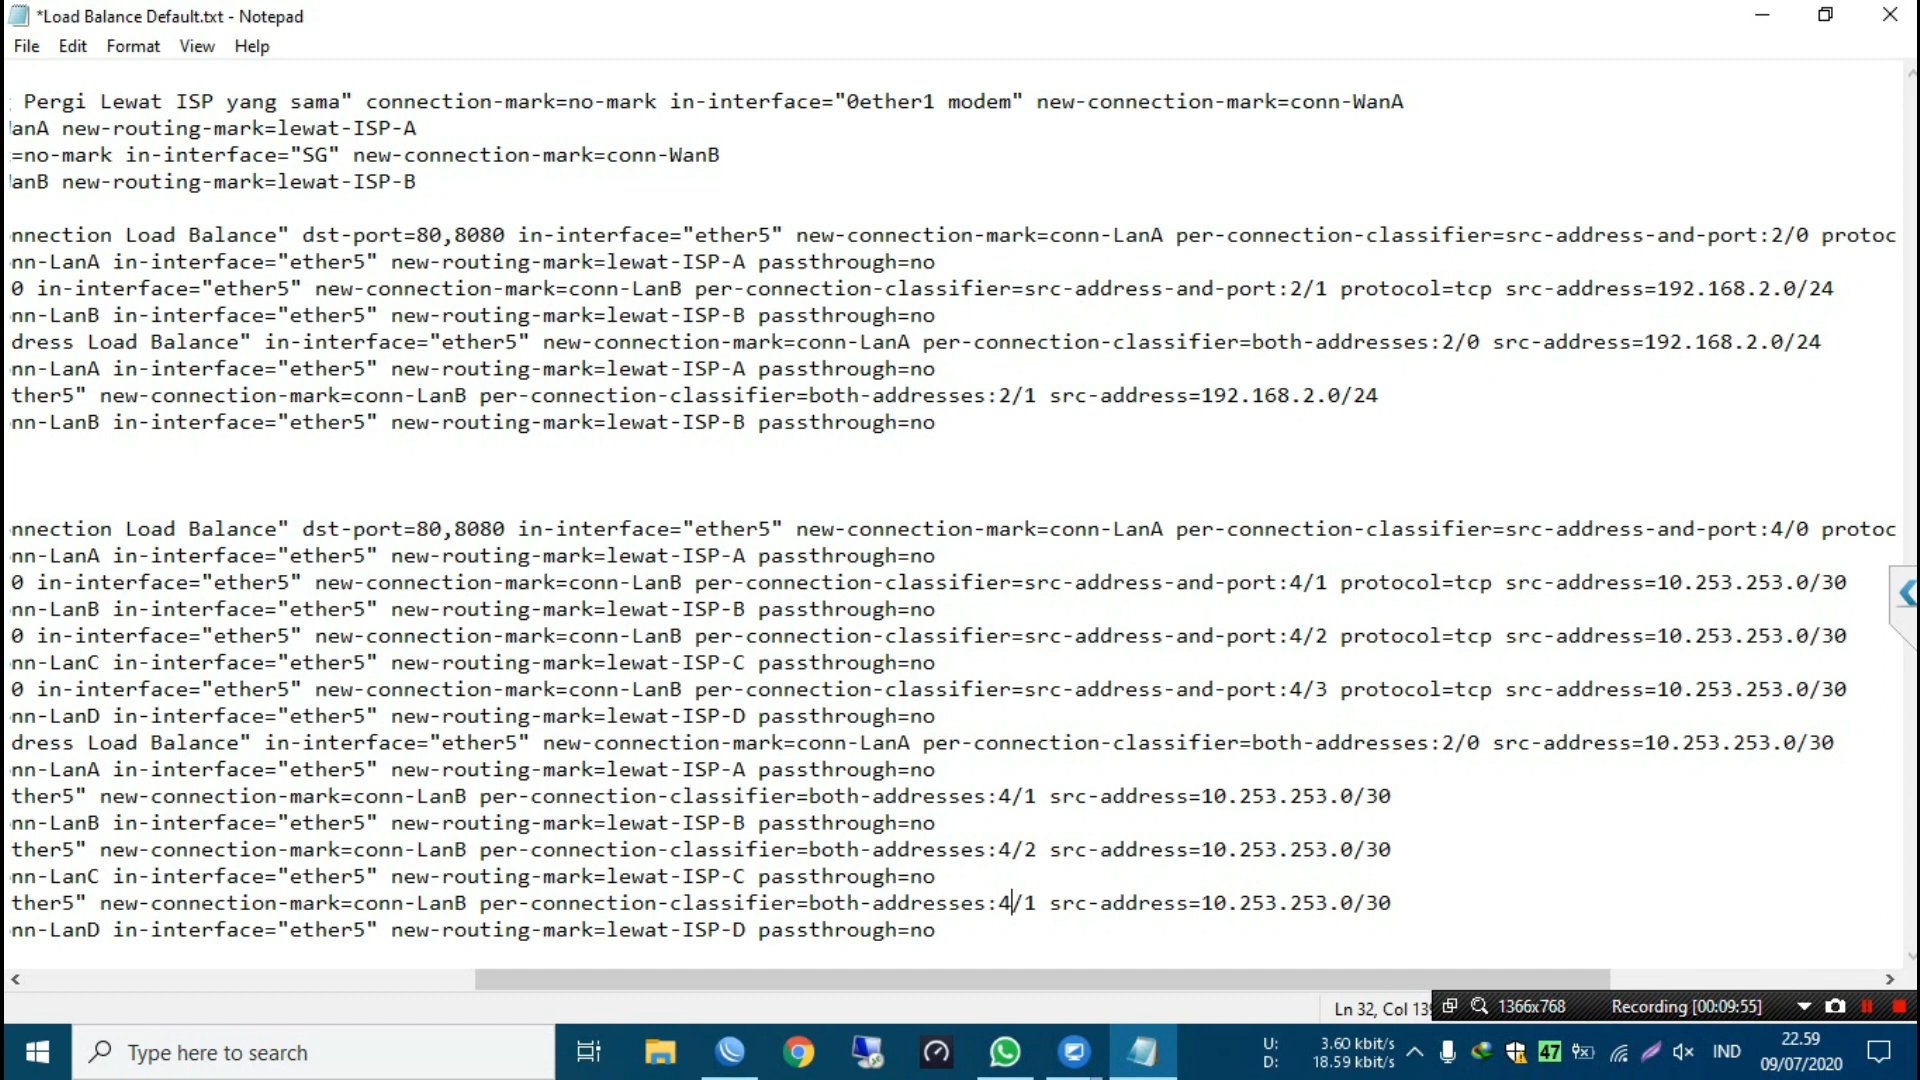 *Load Balance Default.txt - Notepad
File Edit Format View Help
Pergi Lewat ISP yang sama" connection-mark=no-mark in-interface="0ether1 modem" new-connection-mark=conn-WanA
anA new-routing-mark=lewat-ISP-A
=no-mark in-interface="SG" new-connection-mark=conn-WanB
anB new-routing-mark=lewat-ISP-B
nnection Load Balance" dst-port=80,8080 in-interface="ether5" new-connection-mark=conn-LanA per-connection-classifier=src-address-and-port:2/0 protoc
nn-LanA in-interface="ether5" new-routing-mark=lewat-ISP-A passthrough=no
0 in-interface="ether5" new-connection-mark=conn-LanB per-connection-classifier=src-address-and-port:2/1 protocol=tcp src-address=192.168.2.0/24
nn-LanB in-interface="ether5" new-routing-mark=lewat-ISP-B passthrough=no
dress Load Balance" in-interface="ether5" new-connection-mark=conn-LanA per-connection-classifier=both-addresses:2/0 src-address=192.168.2.0/24
nn-LanA in-interface="ether5" new-routing-mark=lewat-ISP-A passthrough=no
ther5" new-connection-mark=conn-LanB per-connection-classifier=both-addresses:2/1 src-address=192.168.2.0/24
nn-LanB in-interface="ether5" new-routing-mark=lewat-ISP-B passthrough=no
nnection Load Balance" dst-port=80,8080 in-interface="ether5" new-connection-mark=conn-LanA per-connection-classifier=src-address-and-port:4/0 protoc
nn-LanA in-interface="ether5" new-routing-mark=lewat-ISP-A passthrough=no
0 in-interface="ether5" new-connection-mark=conn-LanB per-connection-classifier=src-address-and-port:4/1 protocol=tcp src-address=10.253.253.0/30
nn-LanB in-interface="ether5" new-routing-mark=lewat-ISP-B passthrough=no
0 in-interface="ether5" new-connection-mark=conn-LanB per-connection-classifier=src-address-and-port:4/2 protocol=tcp src-address=10.253.253.0/30
nn-LanC in-interface="ether5" new-routing-mark=lewat-ISP-C passthrough=no
0 in-interface="ether5" new-connection-mark=conn-LanB per-connection-classifier=src-address-and-port:4/3 protocol=tcp src-address=10.253.253.0/30
nn-LanD in-interface="ether5" new-routing-mark=lewat-ISP-D passthrough=no
dress Load Balance" in-interface="ether5" new-connection-mark=conn-LanA per-connection-classifier=both-addresses:2/0 src-address=10.253.253.0/30
nn-LanA in-interface="ether5" new-routing-mark=lewat-ISP-A passthrough=no
ther5" new-connection-mark=conn-LanB per-connection-classifier=both-addresses:4/1 src-address=10.253.253.0/30
nn-LanB in-interface="ether5" new-routing-mark=lewat-ISP-B passthrough=no
ther5" new-connection-mark=conn-LanB per-connection-classifier=both-addresses:4/2 src-address=10.253.253.0/30
nn-LanC in-interface="ether5" new-routing-mark=lewat-ISP-C passthrough=no
ther5" new-connection-mark=conn-LanB per-connection-classifier=both-addresses:4/1 src-address=10.253.253.0/30
nn-LanD in-interface="ether5" new-routing-mark=lewat-ISP-D passthrough=no
Ln 32, Col 13
1366x768 Recording [00:09:55]
Type here to search
U: 3.60 kbit/s
D: 18.59 kbit/s
47
IND
22.59
09/07/2020